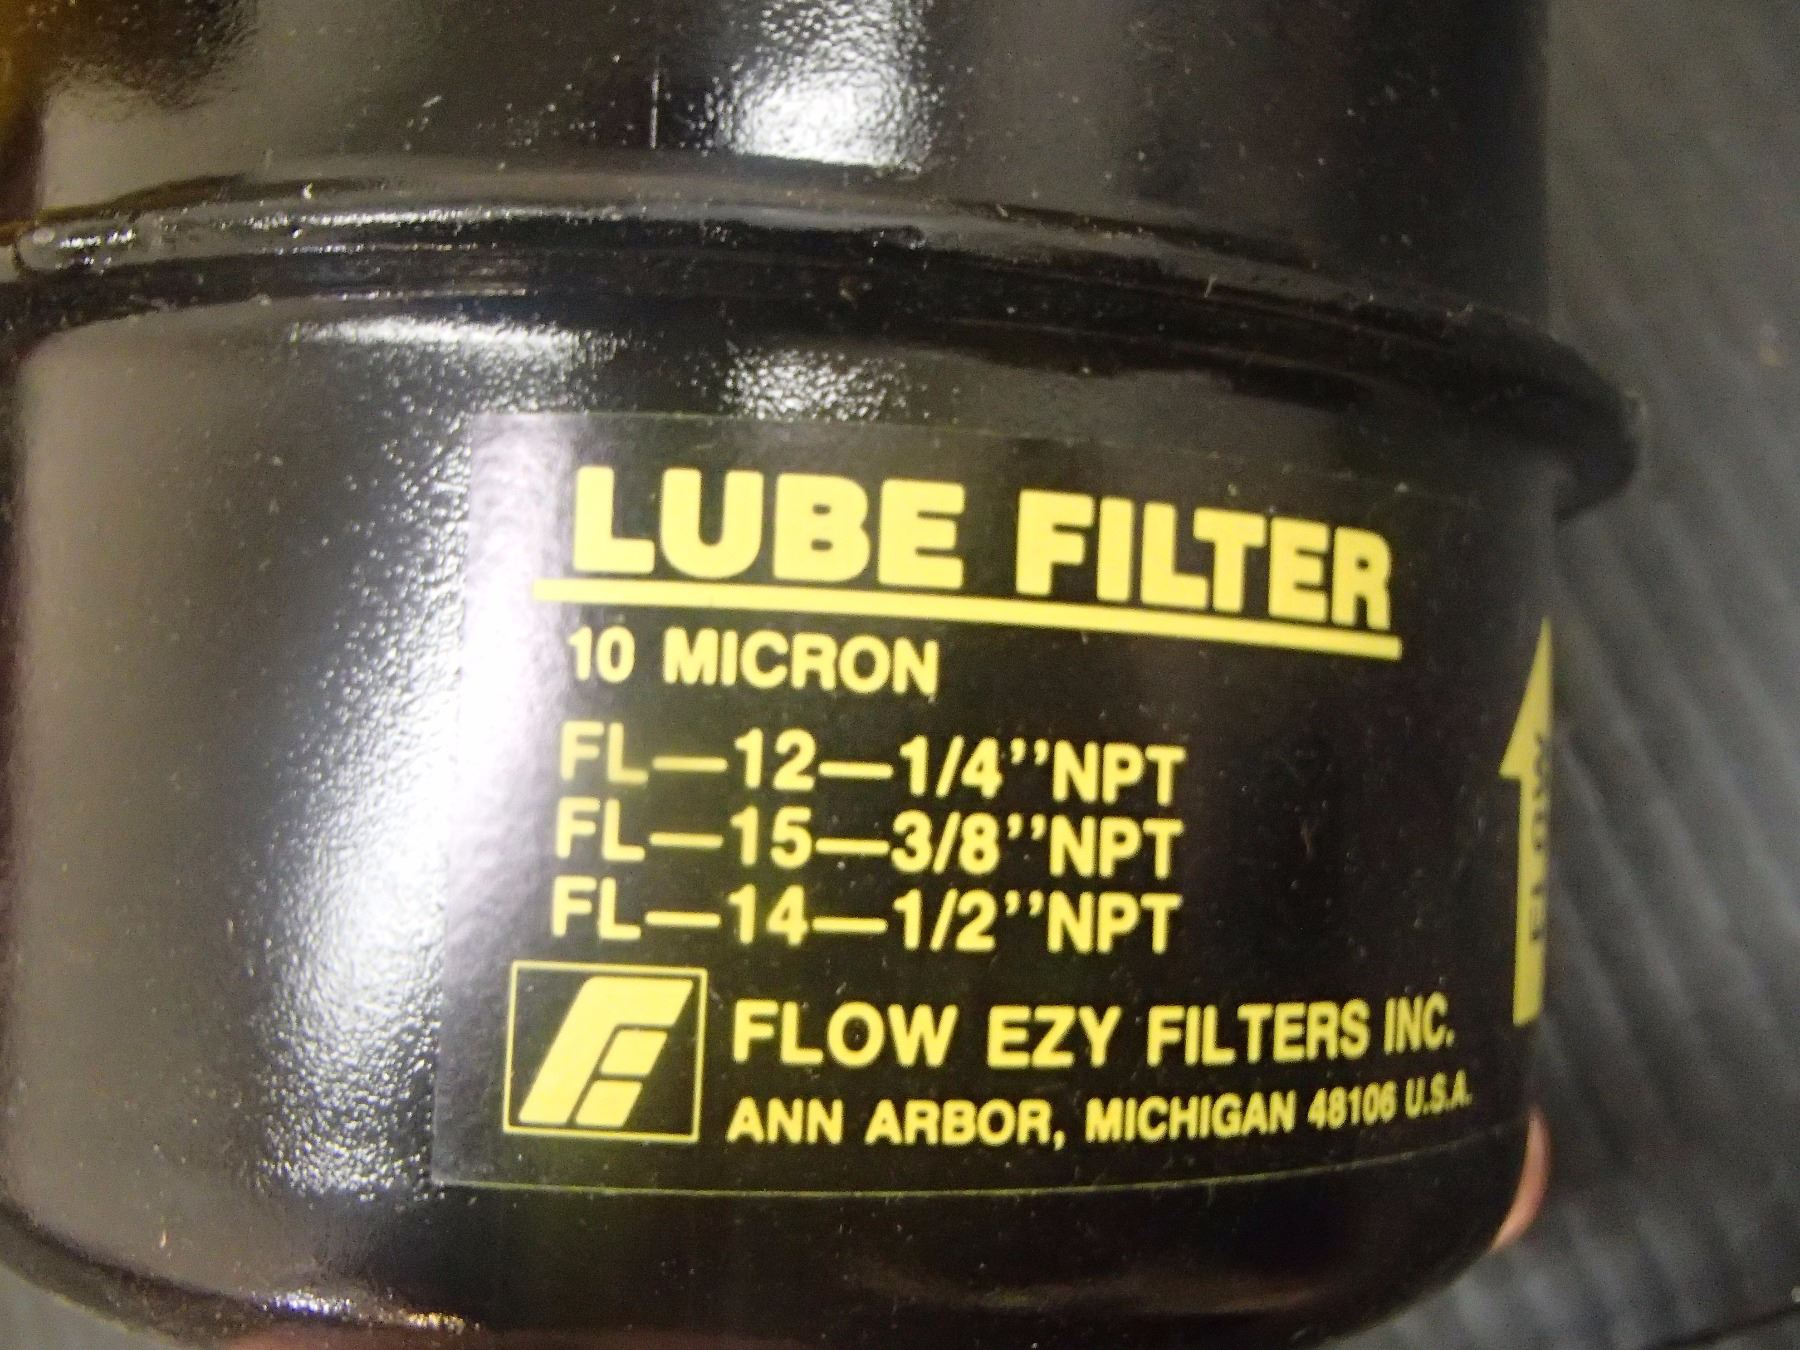 LUBE FILTER
10 MICRON
FL—12—1/4’’NPT
FL—15—3/8’’NPT
FL—14—1/2’’NPT
FLOW EZY FILTERS INC.
ANN ARBOR, MICHIGAN 48106 U.S.A.
FLOW